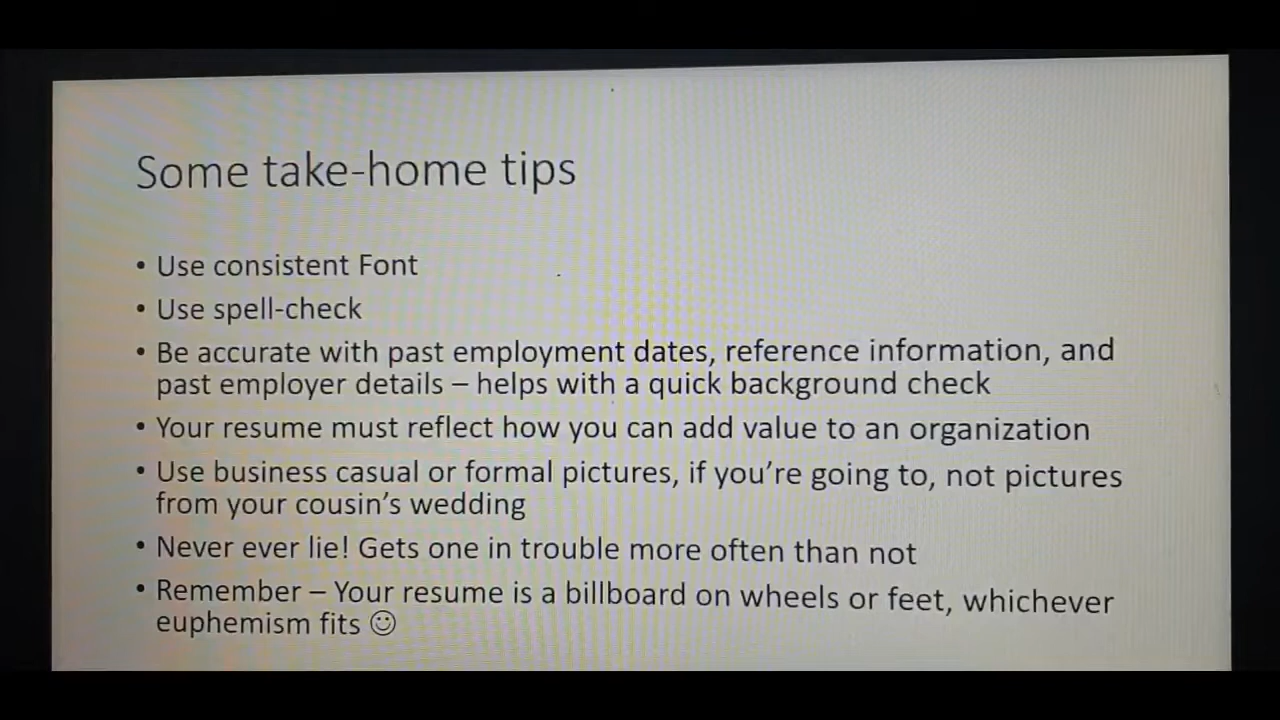 Some take-home tips
• Use consistent Font
• Use spell-check
• Be accurate with past employment dates, reference information, and
past employer details – helps with a quick background check
• Your resume must reflect how you can add value to an organization
• Use business casual or formal pictures, if you're going to, not pictures
from your cousin's wedding
• Never ever lie! Gets one in trouble more often than not
• Remember – Your resume is a billboard on wheels or feet, whichever
euphemism fits ☺